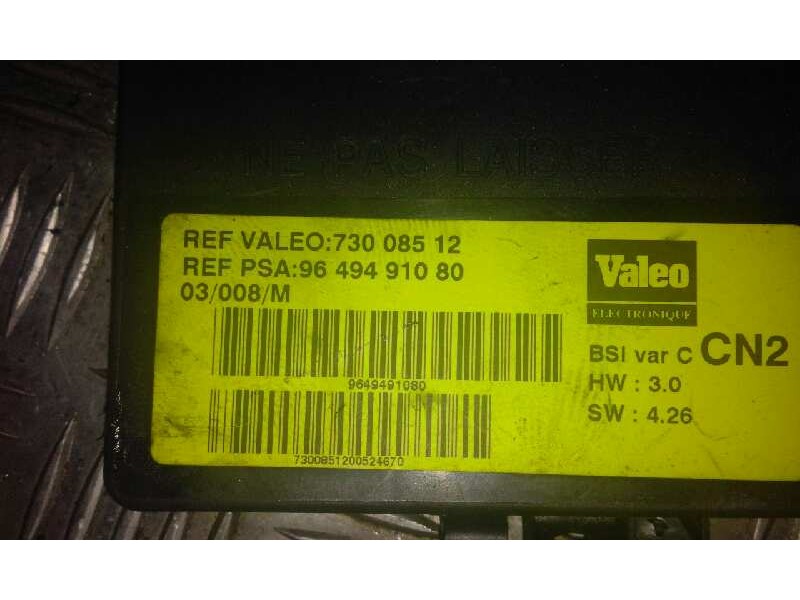 NE PAS LAISSER
REF VALEO:730 085 12
REF PSA:96 494 910 80
03/008/M
9649491080
7300851200524670
Valeo
ELECTRONIQUE
BSI var C CN2
HW : 3.0
SW : 4.26